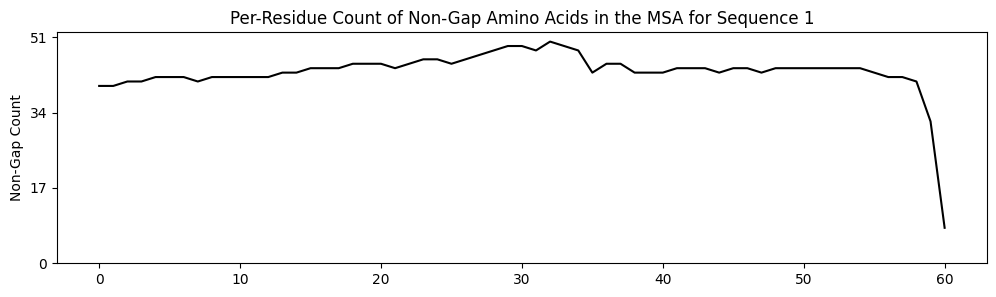 Per-Residue Count of Non-Gap Amino Acids in the MSA for Sequence 1
Non-Gap Count
51
34
17
0
0 10 20 30 40 50 60